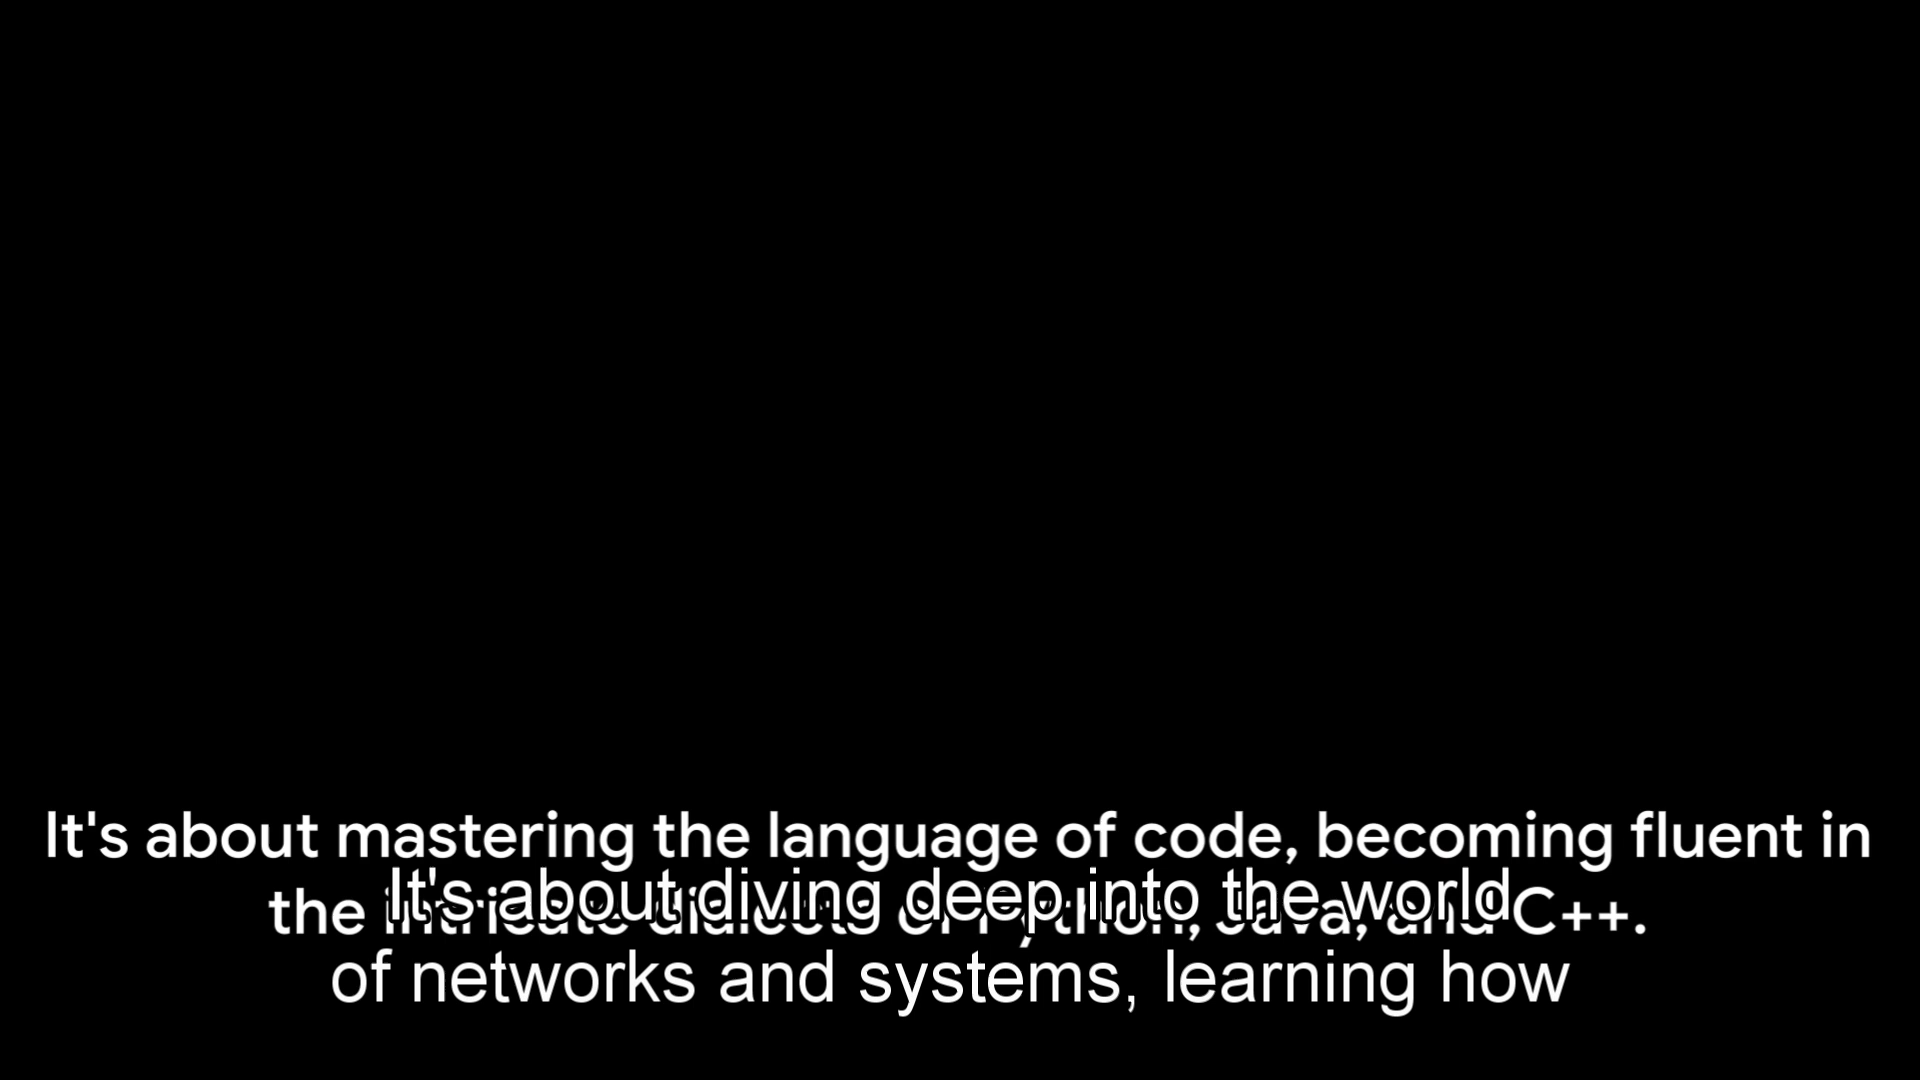 It's about mastering the language of code, becoming fluent in
the intricate dialects of Python, Java, and C++.
It's about diving deep into the world
of networks and systems, learning how